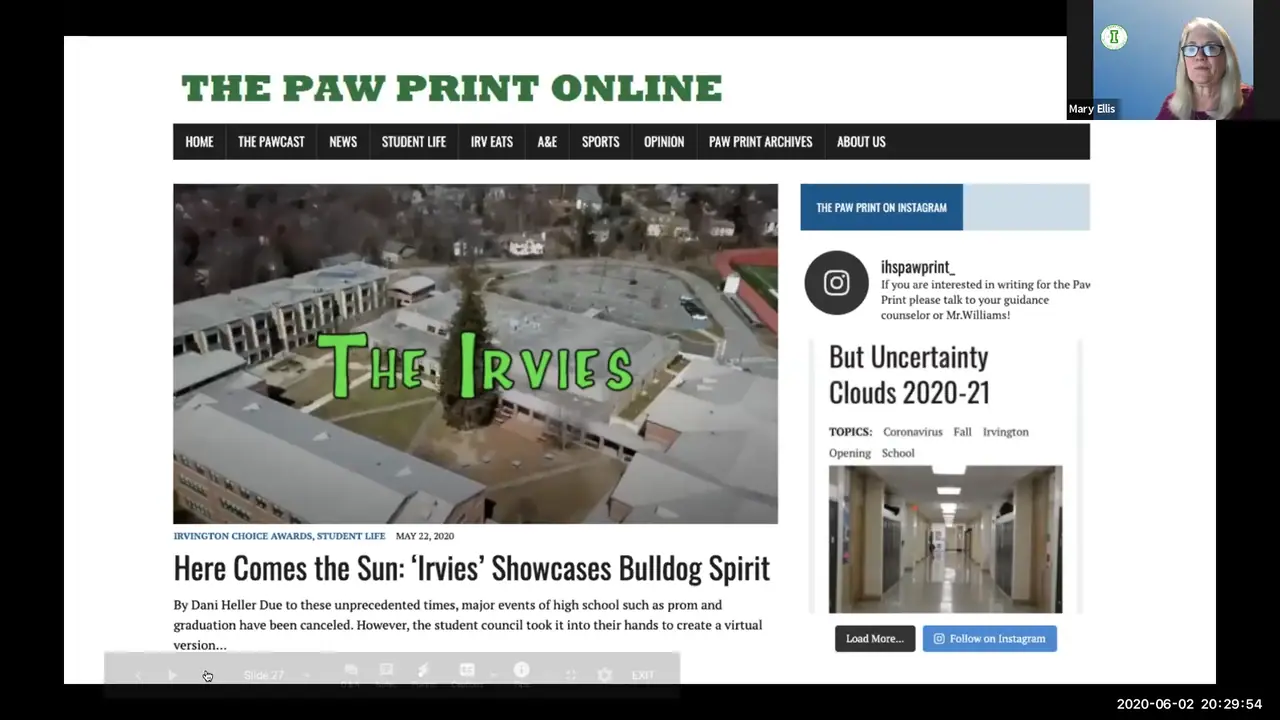 THE PAW PRINT ONLINE
Mary Ellis
HOME THE PAWCAST NEWS STUDENT LIFE IRV EATS A&E SPORTS OPINION PAW PRINT ARCHIVES ABOUT US
THE IRVIES
THE PAW PRINT ON INSTAGRAM
ihspawprint_
If you are interested in writing for the Paw
Print please talk to your guidance
counselor or Mr.Williams!
But Uncertainty
Clouds 2020-21
TOPICS: Coronavirus Fall Irvington
Opening School
Load More...
Follow on Instagram
IRVINGTON CHOICE AWARDS, STUDENT LIFE MAY 22, 2020
Here Comes the Sun: ‘Irvies’ Showcases Bulldog Spirit
By Dani Heller Due to these unprecedented times, major events of high school such as prom and
graduation have been canceled. However, the student council took it into their hands to create a virtual
version...
Slide 27
EXIT
2020-06-02 20:29:54